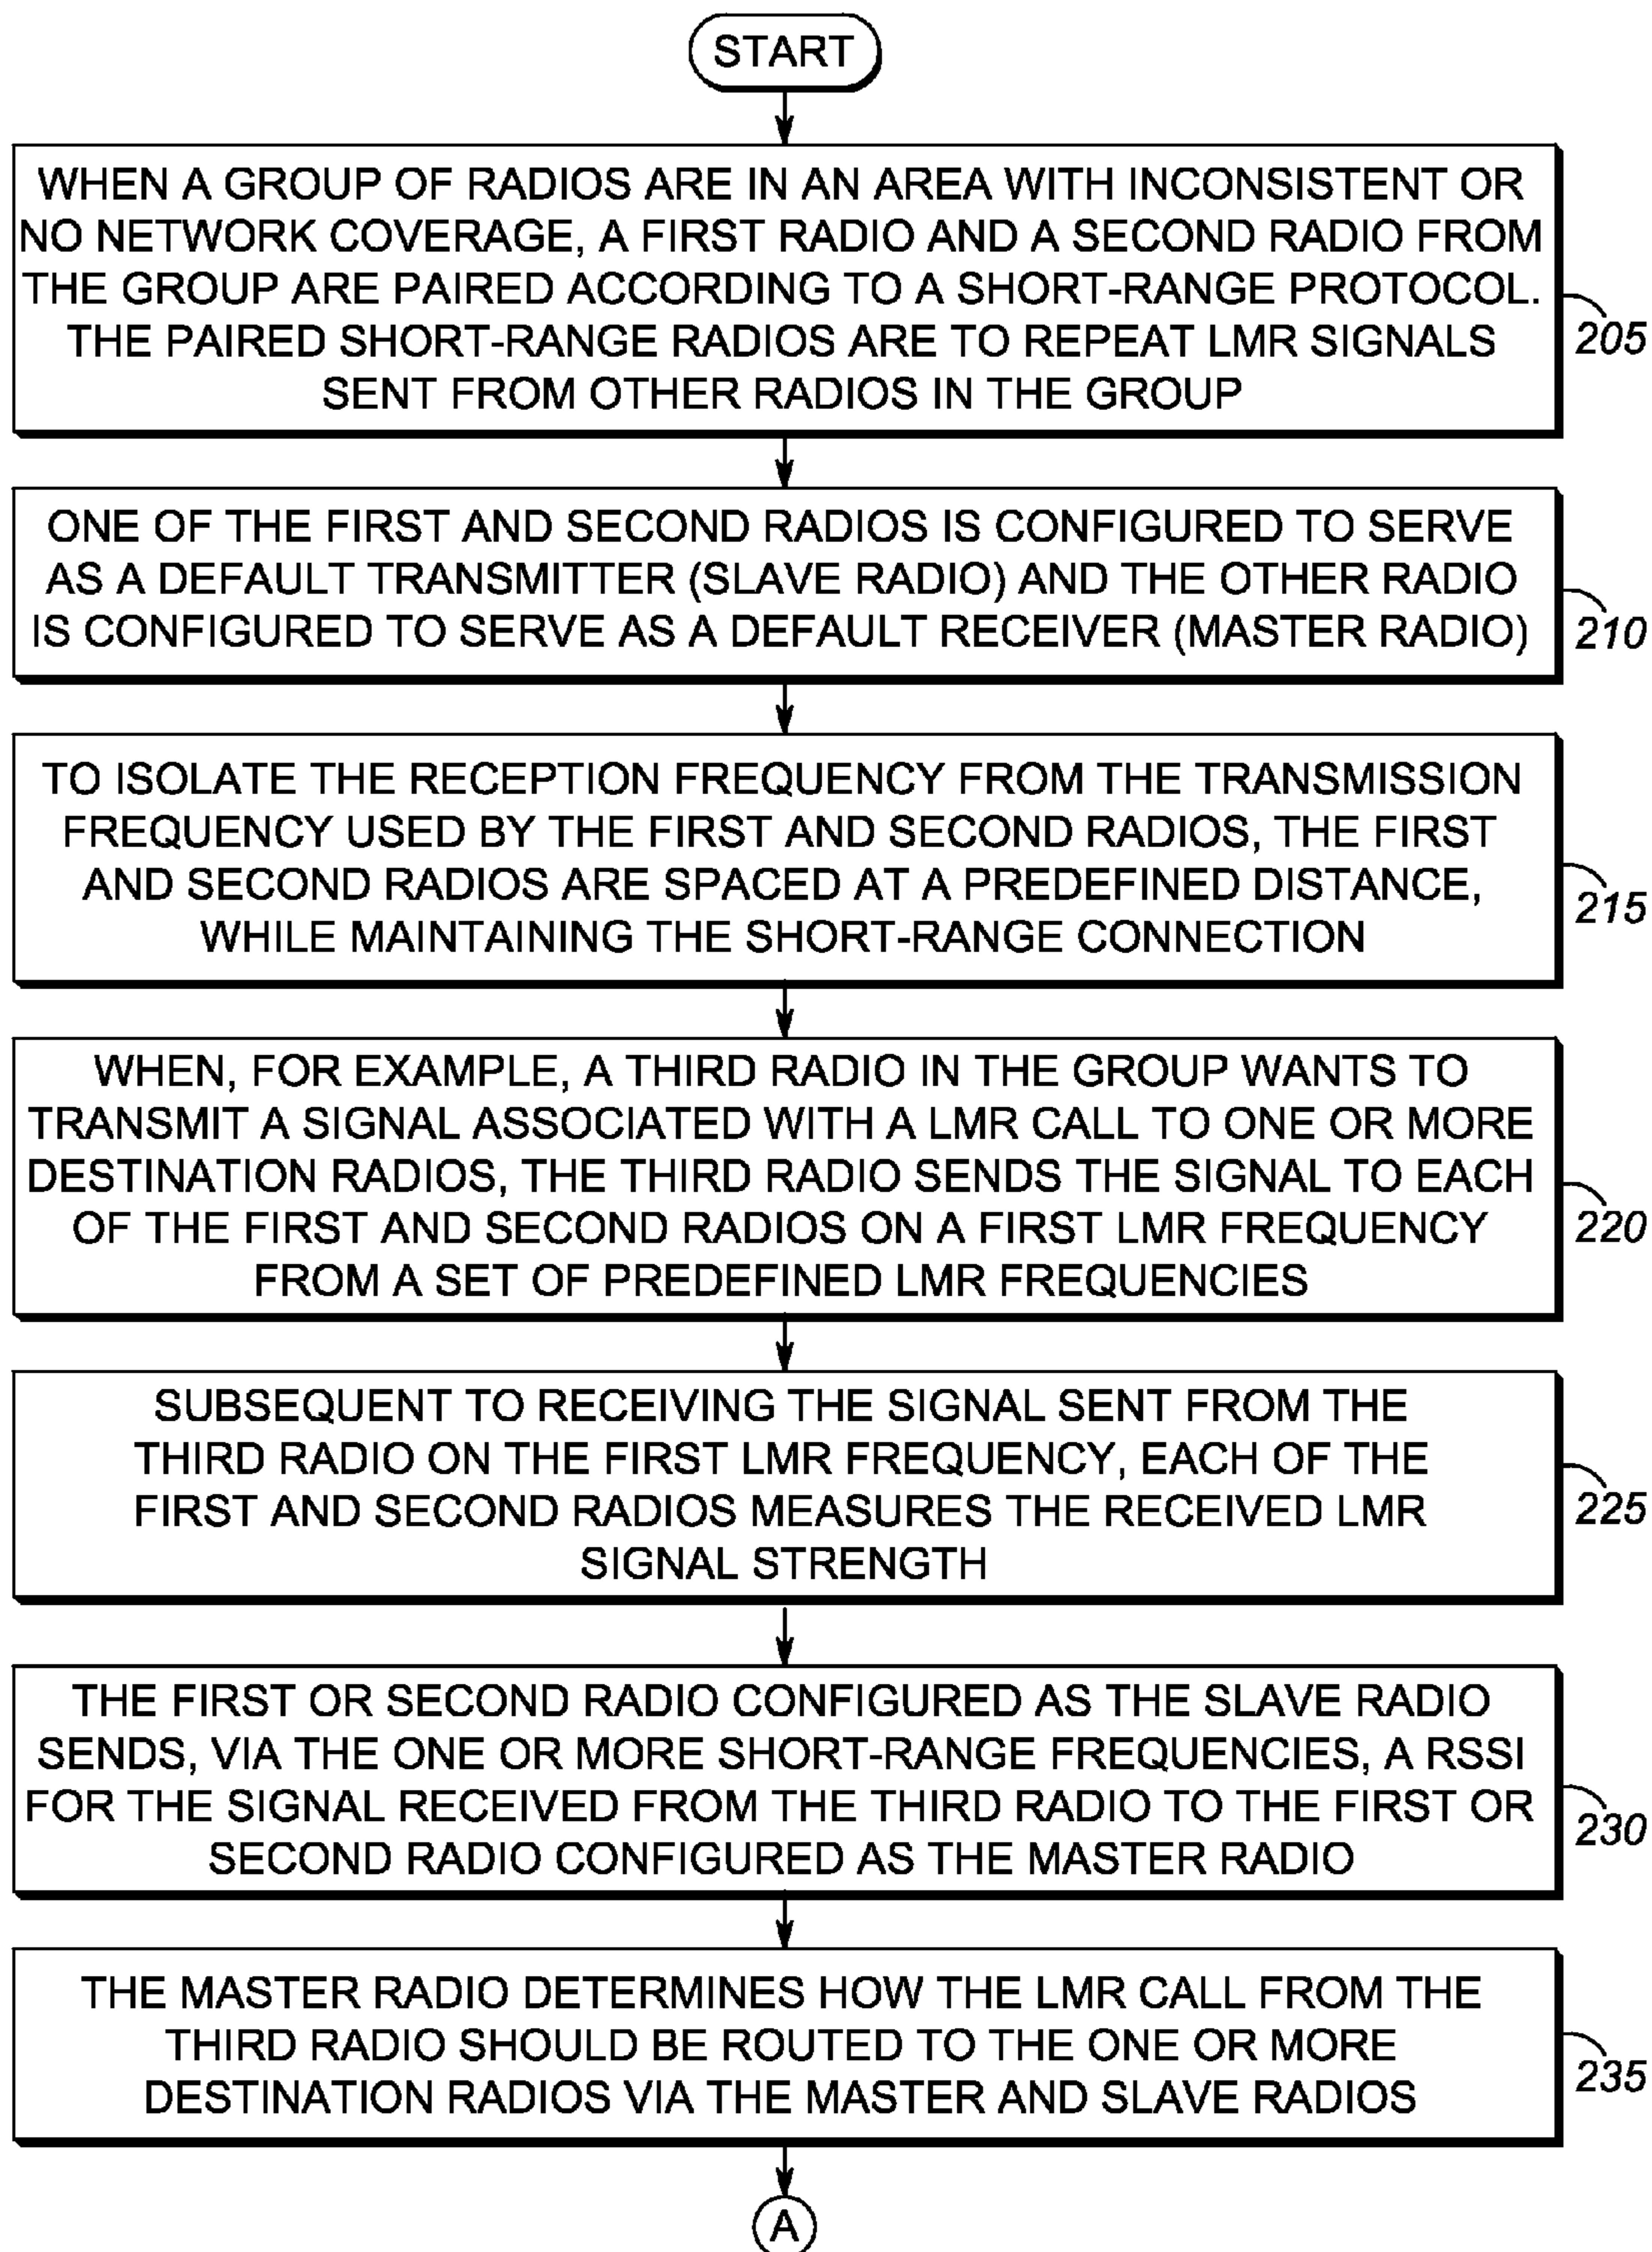 START
WHEN A GROUP OF RADIOS ARE IN AN AREA WITH INCONSISTENT OR
NO NETWORK COVERAGE, A FIRST RADIO AND A SECOND RADIO FROM
THE GROUP ARE PAIRED ACCORDING TO A SHORT-RANGE PROTOCOL.
THE PAIRED SHORT-RANGE RADIOS ARE TO REPEAT LMR SIGNALS
SENT FROM OTHER RADIOS IN THE GROUP
205
ONE OF THE FIRST AND SECOND RADIOS IS CONFIGURED TO SERVE
AS A DEFAULT TRANSMITTER (SLAVE RADIO) AND THE OTHER RADIO
IS CONFIGURED TO SERVE AS A DEFAULT RECEIVER (MASTER RADIO)
210
TO ISOLATE THE RECEPTION FREQUENCY FROM THE TRANSMISSION
FREQUENCY USED BY THE FIRST AND SECOND RADIOS, THE FIRST
AND SECOND RADIOS ARE SPACED AT A PREDEFINED DISTANCE,
WHILE MAINTAINING THE SHORT-RANGE CONNECTION
215
WHEN, FOR EXAMPLE, A THIRD RADIO IN THE GROUP WANTS TO
TRANSMIT A SIGNAL ASSOCIATED WITH A LMR CALL TO ONE OR MORE
DESTINATION RADIOS, THE THIRD RADIO SENDS THE SIGNAL TO EACH
OF THE FIRST AND SECOND RADIOS ON A FIRST LMR FREQUENCY
FROM A SET OF PREDEFINED LMR FREQUENCIES
220
SUBSEQUENT TO RECEIVING THE SIGNAL SENT FROM THE
THIRD RADIO ON THE FIRST LMR FREQUENCY, EACH OF THE
FIRST AND SECOND RADIOS MEASURES THE RECEIVED LMR
SIGNAL STRENGTH
225
THE FIRST OR SECOND RADIO CONFIGURED AS THE SLAVE RADIO
SENDS, VIA THE ONE OR MORE SHORT-RANGE FREQUENCIES, A RSSI
FOR THE SIGNAL RECEIVED FROM THE THIRD RADIO TO THE FIRST OR
SECOND RADIO CONFIGURED AS THE MASTER RADIO
230
THE MASTER RADIO DETERMINES HOW THE LMR CALL FROM THE
THIRD RADIO SHOULD BE ROUTED TO THE ONE OR MORE
DESTINATION RADIOS VIA THE MASTER AND SLAVE RADIOS
235
A